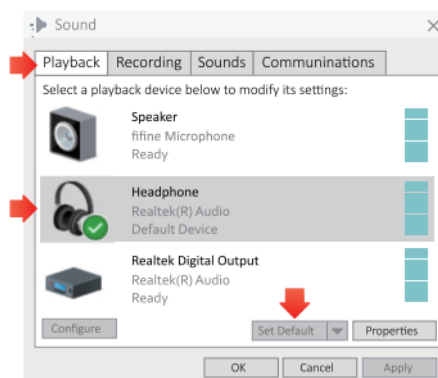 Sound
Playback Recording Sounds Communinations
Select a playback device below to modify its settings:
Speaker
fifine Microphone
Ready
Headphone
Realtek(R) Audio
Default Device
Realtek Digital Output
Realtek(R) Audio
Ready
Configure Set Default Properties
OK Cancel Apply